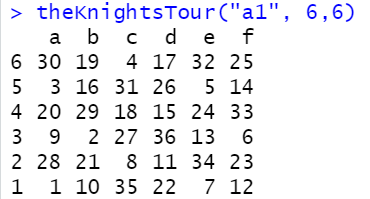 > theKnightsTour("a1", 6,6)
a b c d e f
6 30 19 4 17 32 25
5 3 16 31 26 5 14
4 20 29 18 15 24 33
3 9 2 27 36 13 6
2 28 21 8 11 34 23
1 1 10 35 22 7 12